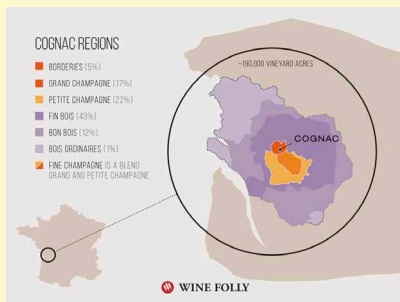 COGNAC REGIONS
BORDERIES (5%)
GRAND CHAMPAGNE (17%)
PETITE CHAMPAGNE (22%)
FIN BOIS (43%)
BON BOIS (12%)
BOIS ORDINAIRES (1%)
FINE CHAMPAGNE IS A BLEND
GRAND AND PETITE CHAMPAGNE
~190,000 VINEYARD ACRES
COGNAC
WINE FOLLY